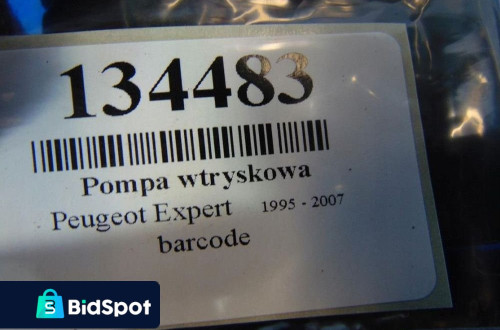 134483
Pompa wtryskowa
Peugeot Expert 1995 - 2007
barcode
S BidSpot